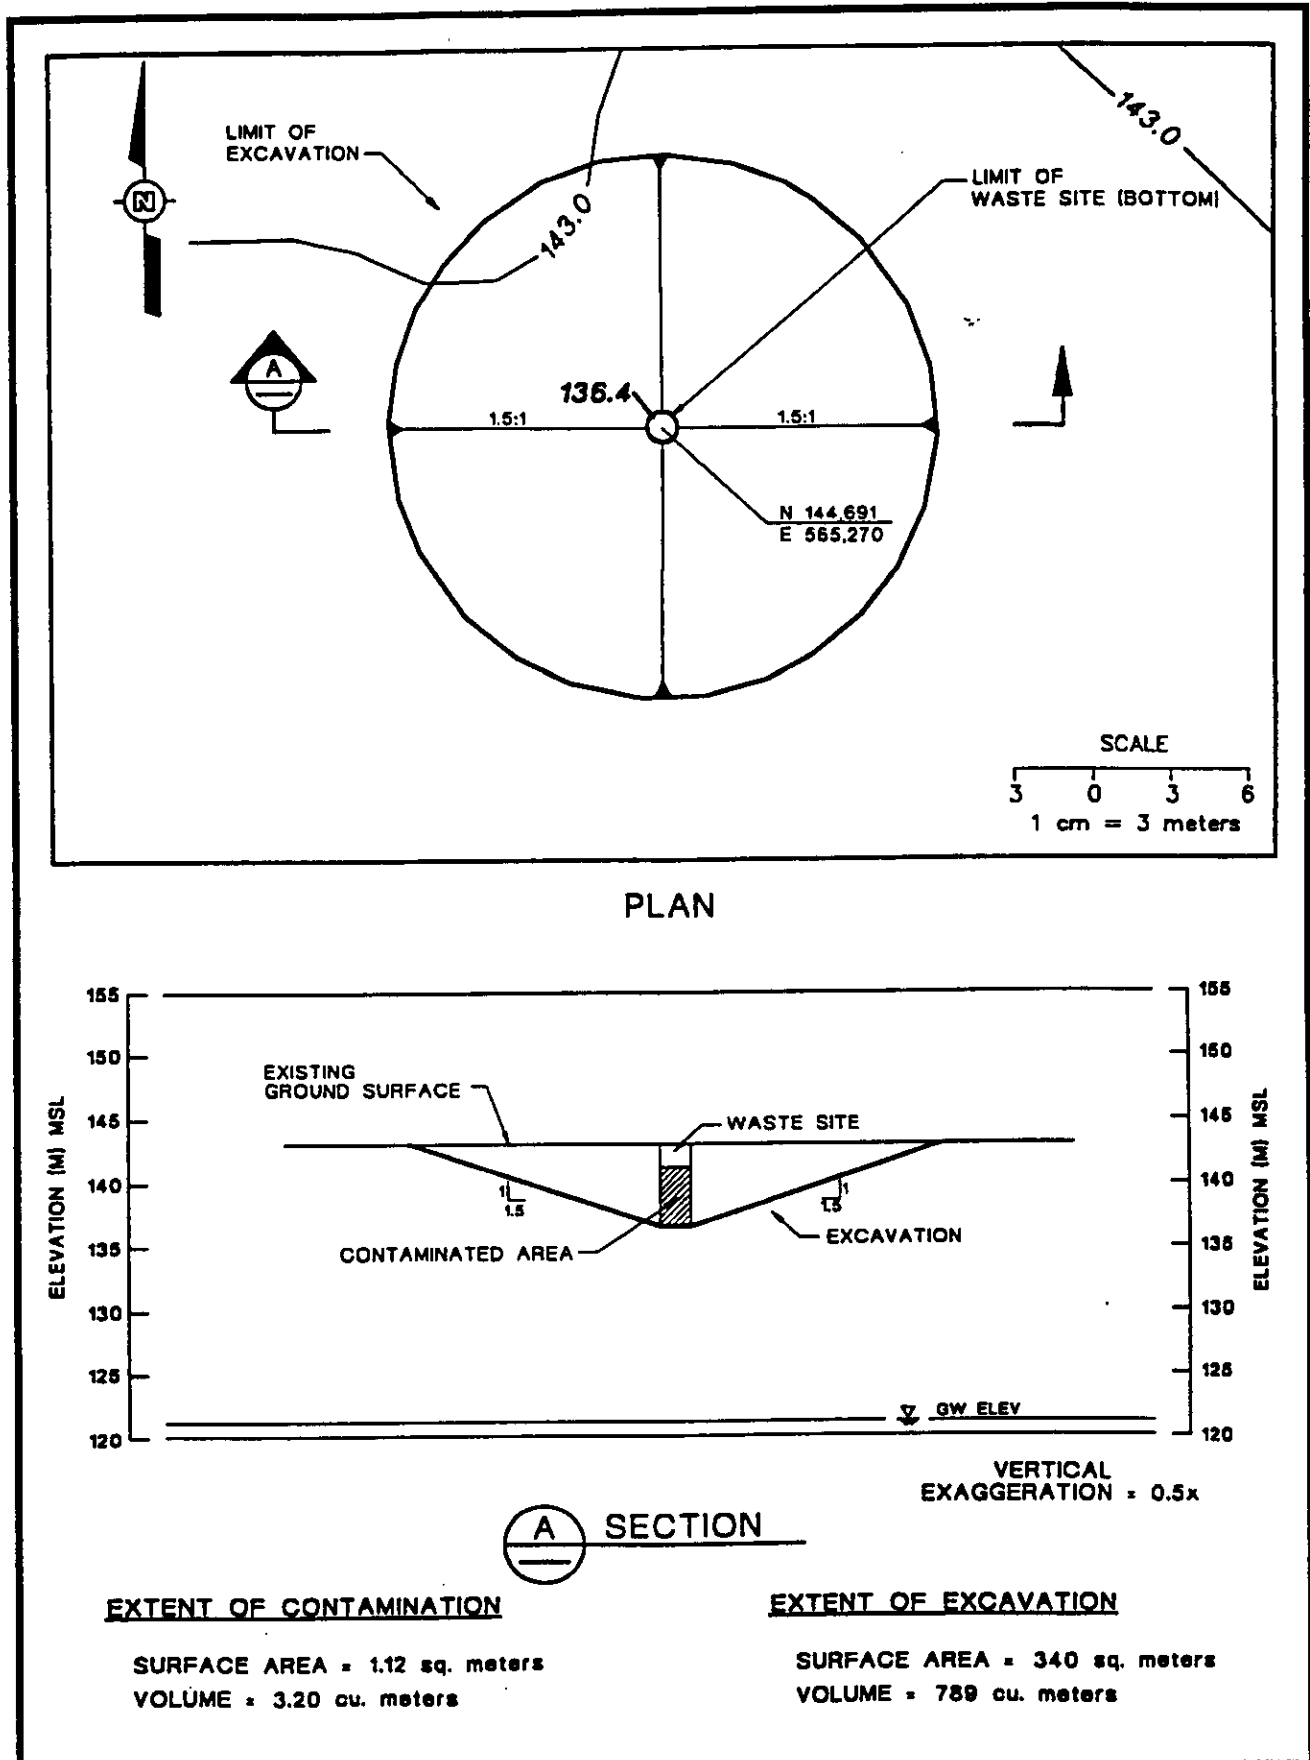 LIMIT OF
EXCAVATION
143.0
LIMIT OF
WASTE SITE (BOTTOM)
N
143.0
A
136.4
1.5:1
1.5:1
N 144,691
E 565,270
SCALE
3 0 3 6
1 cm = 3 meters
PLAN
155
150
145
140
135
130
125
120
ELEVATION (M) MSL
EXISTING
GROUND SURFACE
WASTE SITE
1
1.5
1
1.5
CONTAMINATED AREA
EXCAVATION
155
150
145
140
135
130
125
120
ELEVATION (M) MSL
GW ELEV
VERTICAL
EXAGGERATION = 0.5x
A SECTION
EXTENT OF CONTAMINATION
SURFACE AREA = 1.12 sq. meters
VOLUME = 3.20 cu. meters
EXTENT OF EXCAVATION
SURFACE AREA = 340 sq. meters
VOLUME = 789 cu. meters